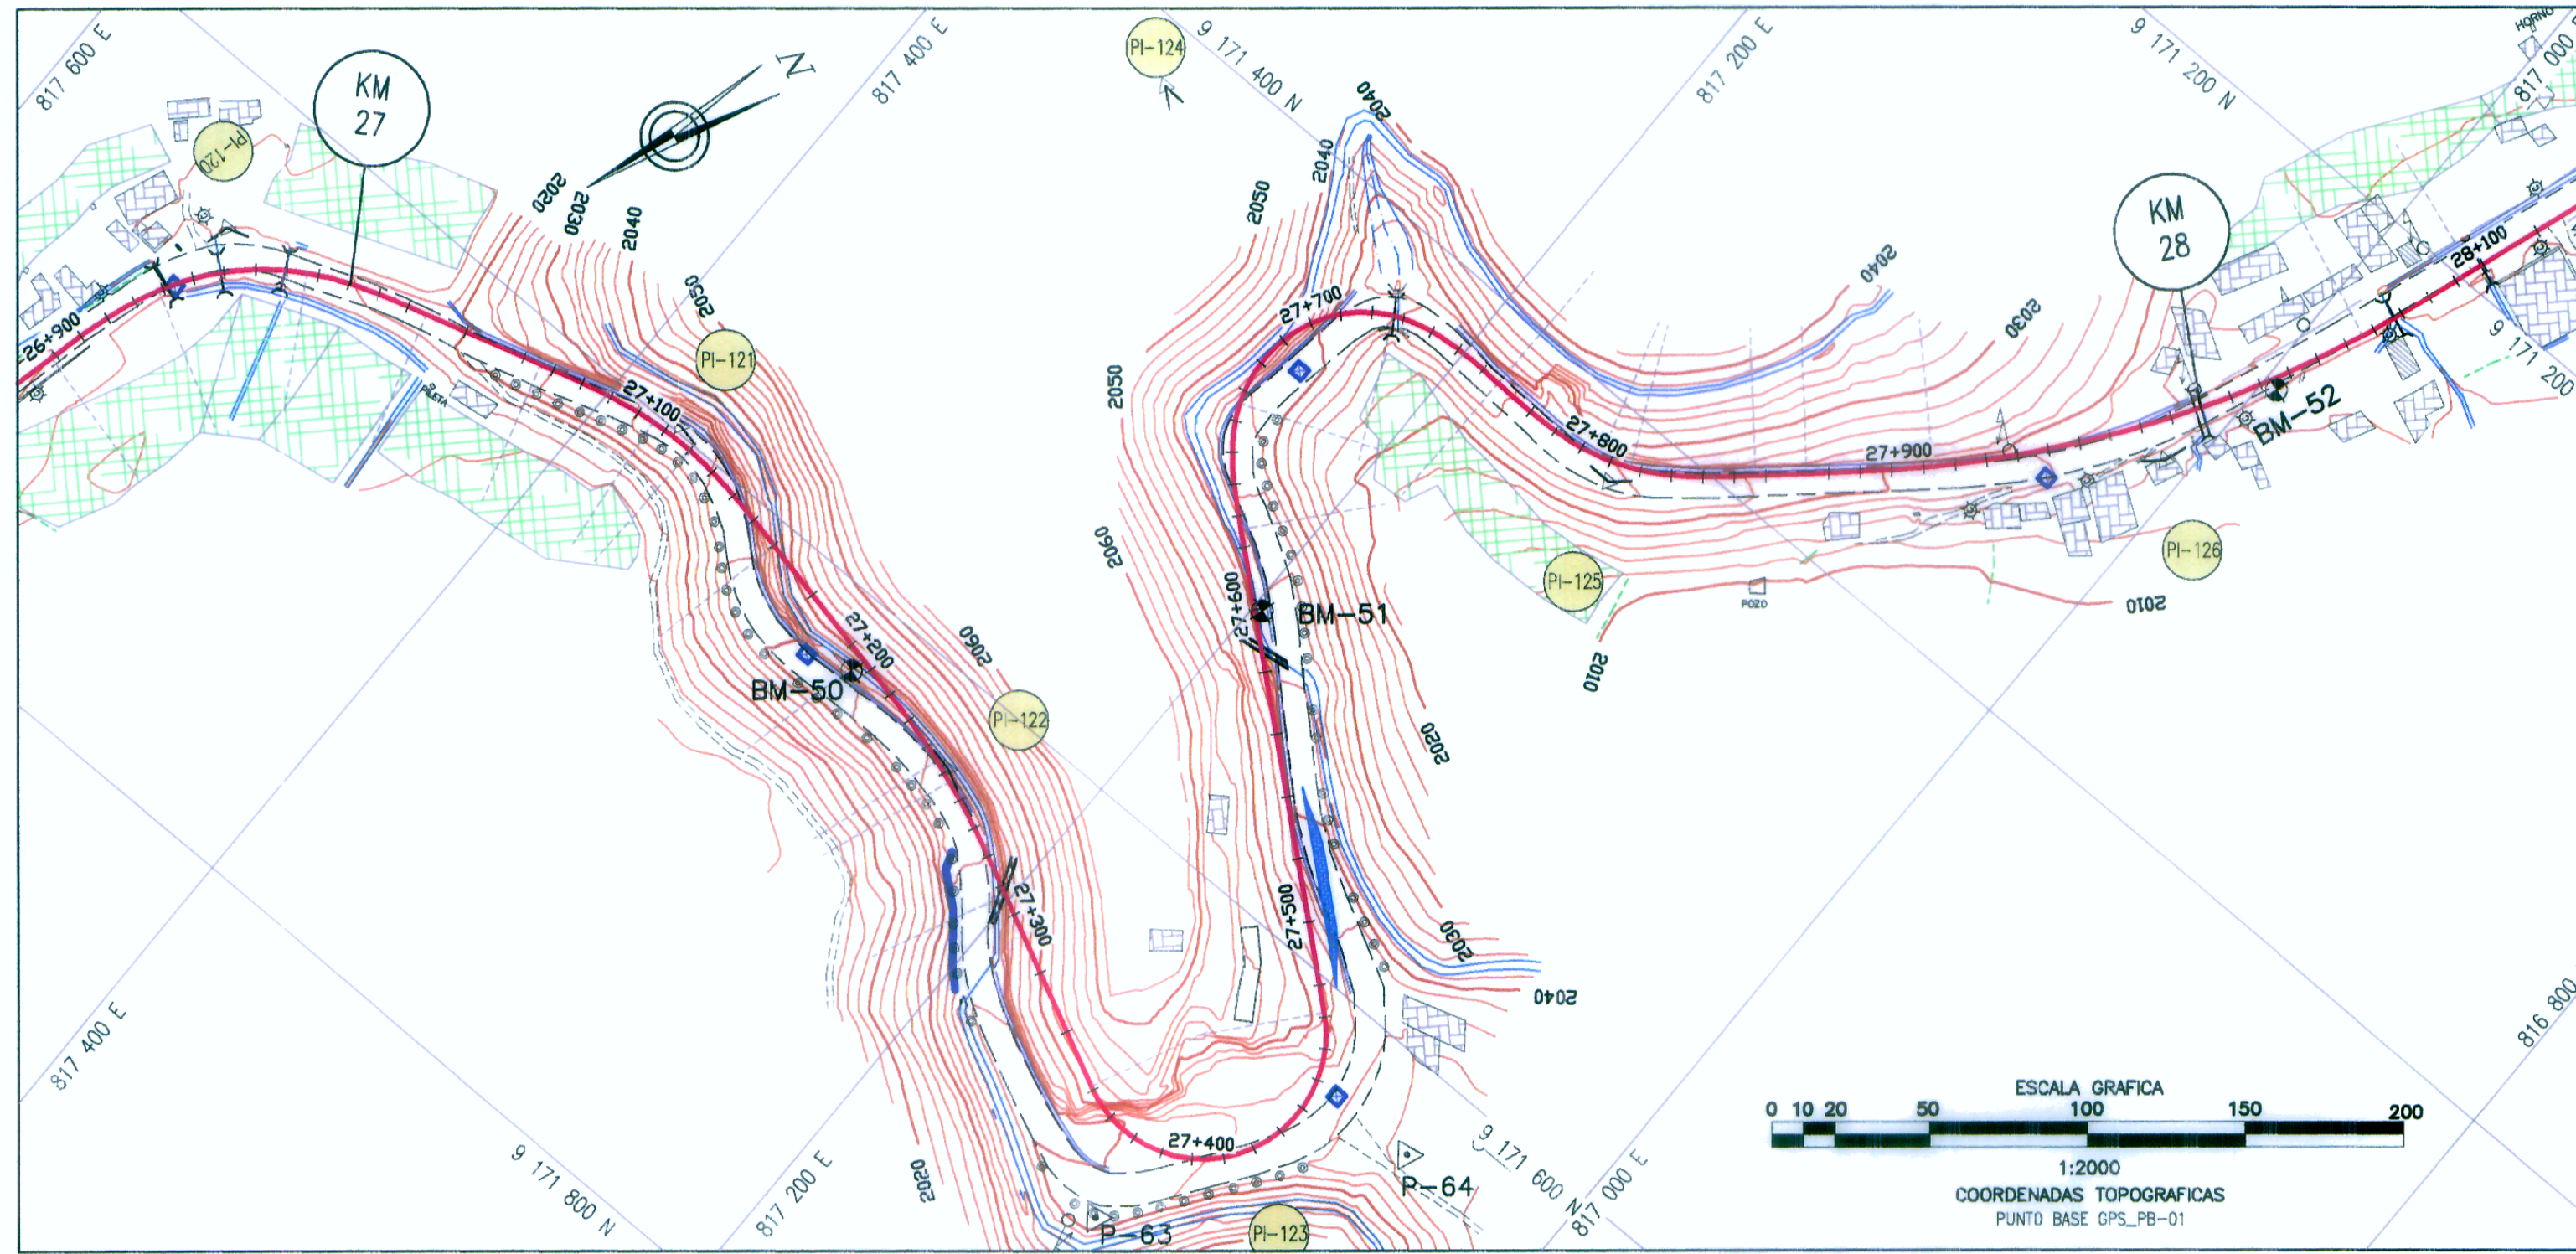 817 600 E
KM
27
PI-120
N
817 400 E
PI-124
9 171 400 N
817 200 E
9 171 200 N
HORNO
817 000 E
2020
2030
2040
2050
2040
2040
2050
KM
28
2040
2030
28+100
9 171 200
26+900
PILETA
27+100
PI-121
2050
27+700
27+800
27+900
BM-52
2060
PI-125
PI-126
POZO
2010
2010
27+600
BM-51
27+200
BM-50
2060
PI-122
2020
27+300
27+500
2030
2040
817 400 E
9 171 800 N
817 200 E
2020
27+400
P-63
PI-123
P-64
9 171 600 N
817 000 E
816 800
ESCALA GRAFICA
0 10 20 50 100 150 200
1:2000
COORDENADAS TOPOGRAFICAS
PUNTO BASE GPS_PB-01